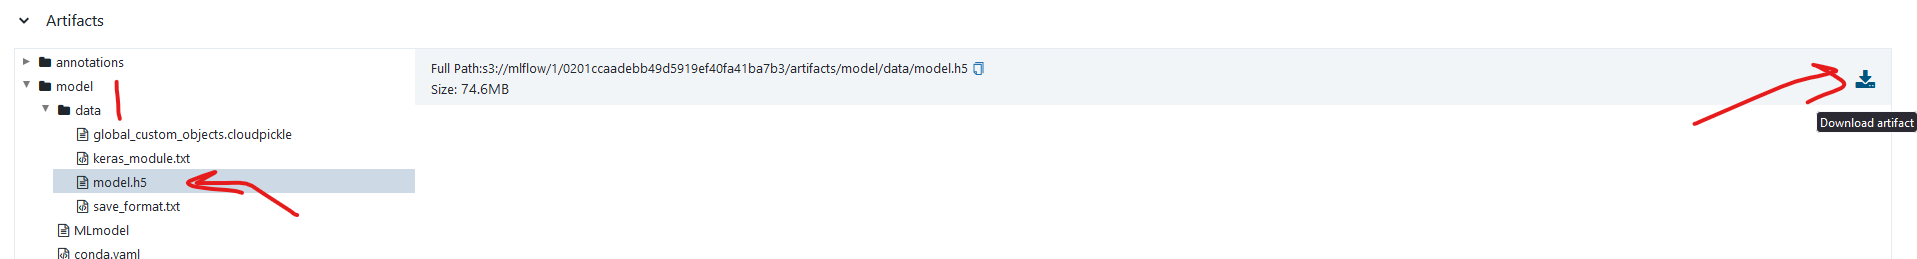 Artifacts
annotations
model
data
global_custom_objects.cloudpickle
keras_module.txt
model.h5
save_format.txt
MLmodel
conda.yaml
Full Path:s3://mlflow/1/0201ccaadebb49d5919ef40fa41ba7b3/artifacts/model/data/model.h5
Size: 74.6MB
Download artifact